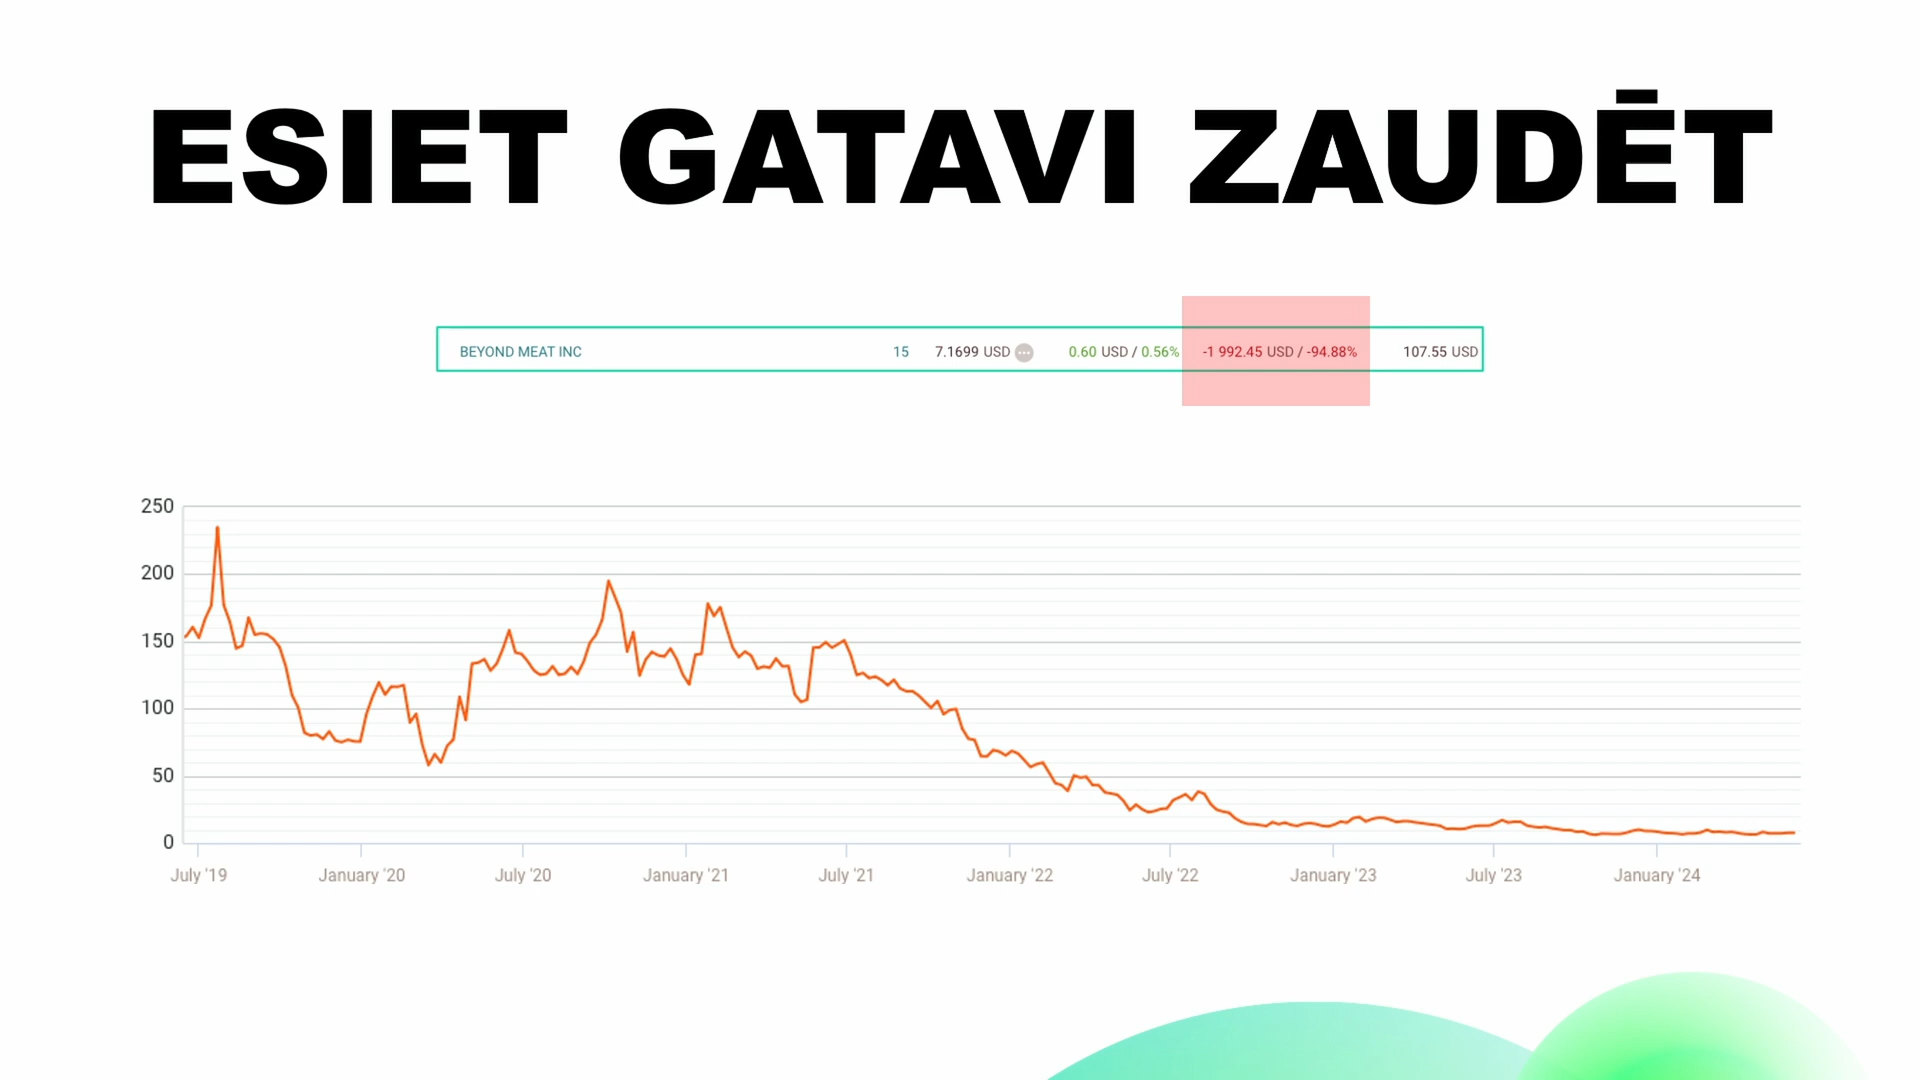 ESIET GATAVI ZAUDĒT
BEYOND MEAT INC 15 7.1699 USD 0.60 USD / 0.56% -1 992.45 USD / -94.88% 107.55 USD
250
200
150
100
50
0
July '19 January '20 July '20 January '21 July '21 January '22 July '22 January '23 July '23 January '24